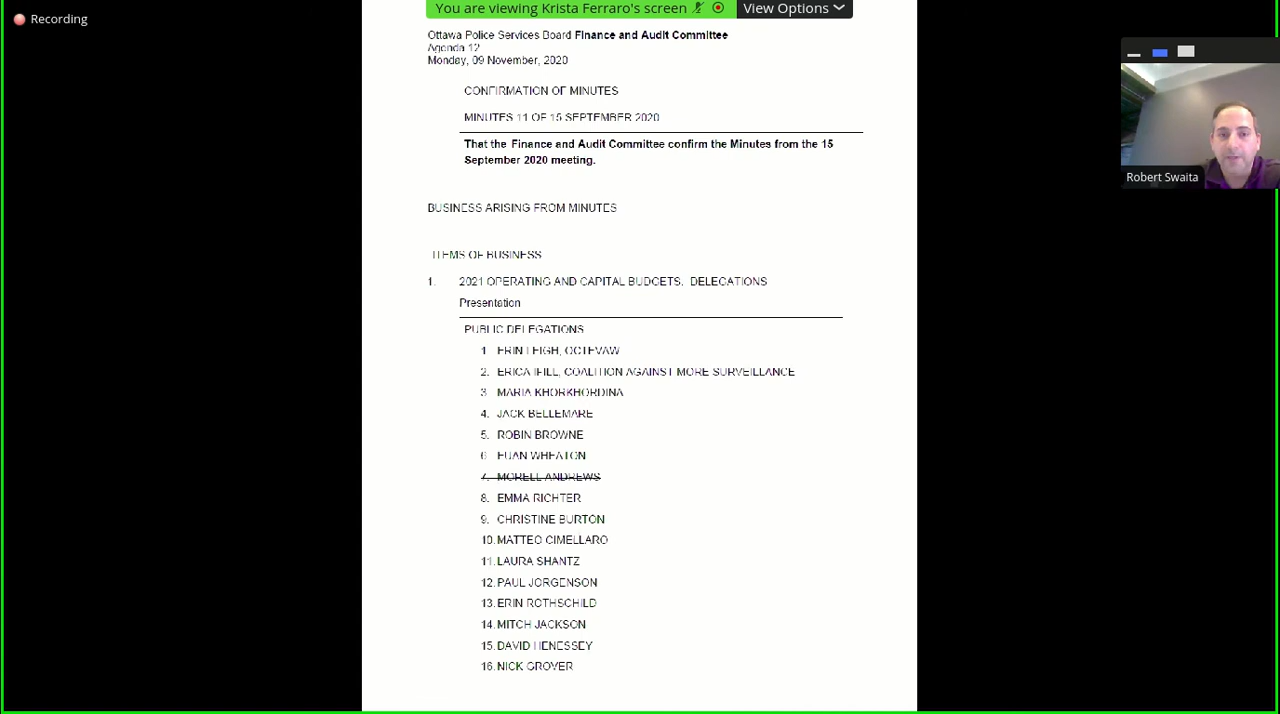 Recording
You are viewing Krista Ferraro's screen
View Options
Ottawa Police Services Board Finance and Audit Committee
Agenda 12
Monday, 09 November, 2020
CONFIRMATION OF MINUTES
MINUTES 11 OF 15 SEPTEMBER 2020
That the Finance and Audit Committee confirm the Minutes from the 15
September 2020 meeting.
BUSINESS ARISING FROM MINUTES
ITEMS OF BUSINESS
1. 2021 OPERATING AND CAPITAL BUDGETS: DELEGATIONS
Presentation
PUBLIC DELEGATIONS
1. ERIN LEIGH, OCTEVAW
2. ERICA IFILL, COALITION AGAINST MORE SURVEILLANCE
3. MARIA KHORKHORDINA
4. JACK BELLEMARE
5. ROBIN BROWNE
6. EUAN WHEATON
7. MORELL ANDREWS
8. EMMA RICHTER
9. CHRISTINE BURTON
10. MATTEO CIMELLARO
11. LAURA SHANTZ
12. PAUL JORGENSON
13. ERIN ROTHSCHILD
14. MITCH JACKSON
15. DAVID HENESSEY
16. NICK GROVER
Robert Swaita